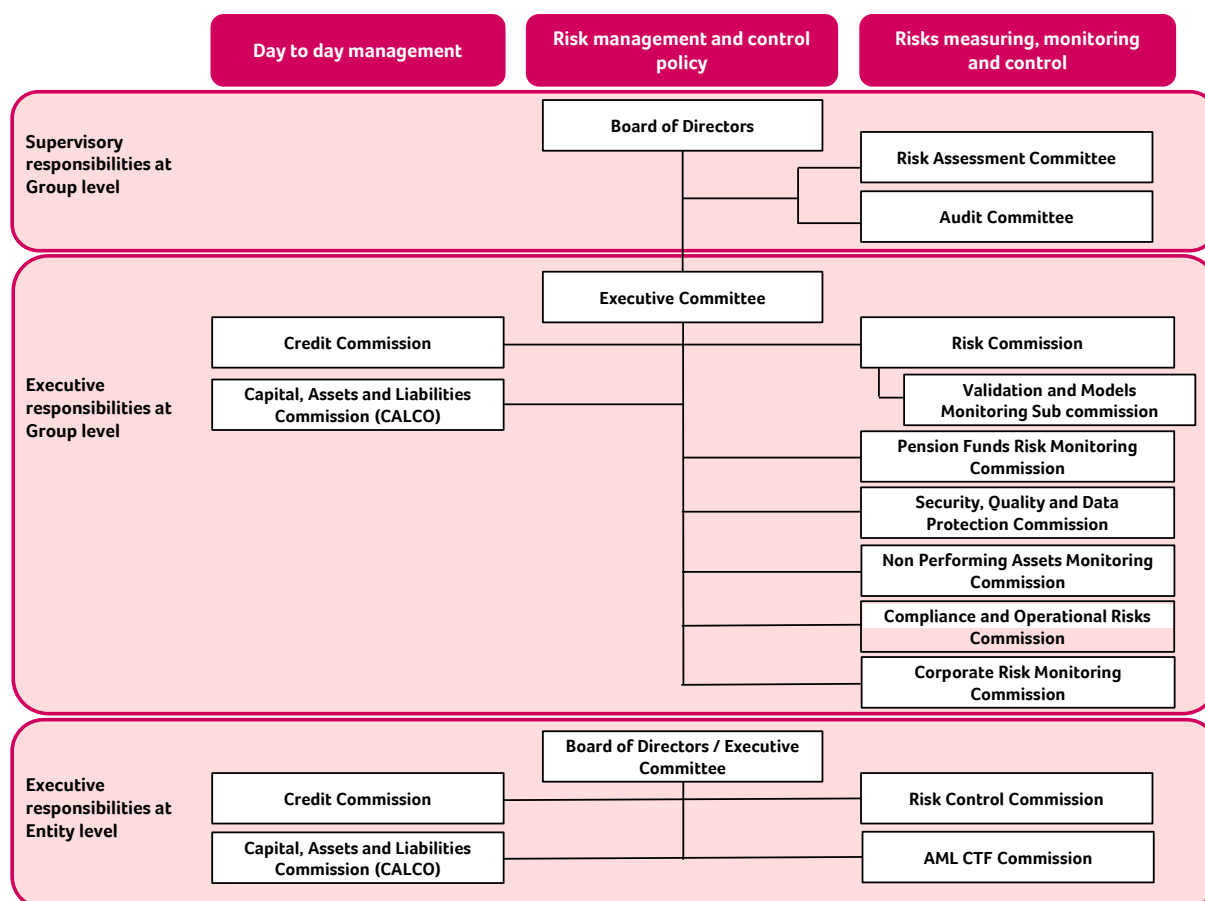 Day to day management
Risk management and control
policy
Risks measuring, monitoring
and control
Supervisory
responsibilities at
Group level
Board of Directors
Risk Assessment Committee
Audit Committee
Executive
responsibilities at
Group level
Executive Committee
Credit Commission
Risk Commission
Capital, Assets and Liabilities
Commission (CALCO)
Validation and Models
Monitoring Sub commission
Pension Funds Risk Monitoring
Commission
Security, Quality and Data
Protection Commission
Non Performing Assets Monitoring
Commission
Compliance and Operational Risks
Commission
Corporate Risk Monitoring
Commission
Executive
responsibilities at
Entity level
Board of Directors / Executive
Committee
Credit Commission
Risk Control Commission
Capital, Assets and Liabilities
Commission (CALCO)
AML CTF Commission